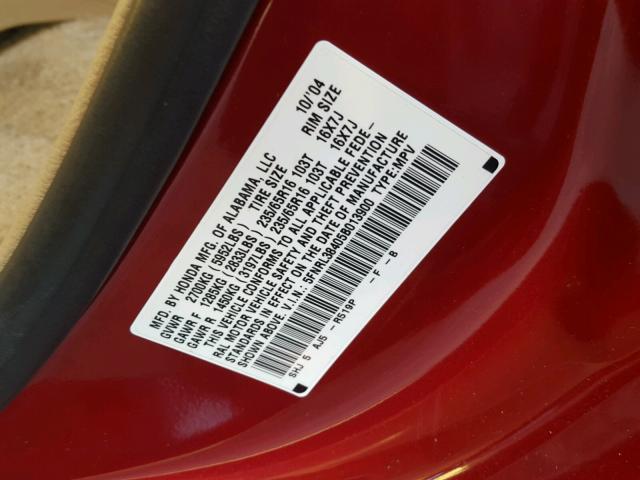 MFD. BY HONDA MFG. OF ALABAMA, LLC 10/'04
GVWR 2700KG (5952LBS) TIRE SIZE RIM SIZE
GAWR F 1285KG (2833LBS) 235/65R16 103T 16X7J
GAWR R 1450KG (3197LBS) 235/65R16 103T 16X7J
THIS VEHICLE CONFORMS TO ALL APPLICABLE FEDE-
RAL MOTOR VEHICLE SAFETY AND THEFT PREVENTION
STANDARDS IN EFFECT ON THE DATE OF MANUFACTURE
SHOWN ABOVE. V.I.N.: 5FNRL38405B013900 TYPE:MPV
SHJ 5 AJ5 -R519P -F -B